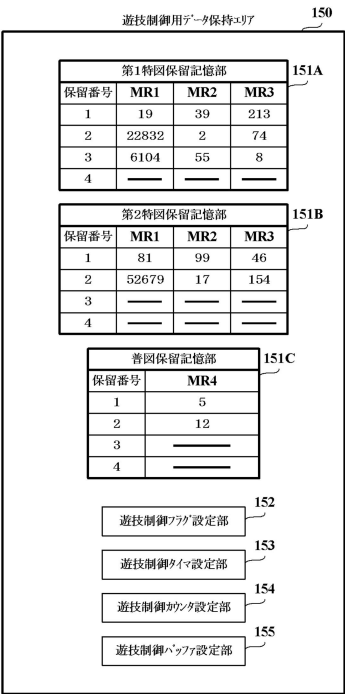 遊技制御用ﾃﾞｰﾀ保持ｴﾘｱ 150
第1特図保留記憶部 151A
保留番号 MR1 MR2 MR3
1 19 39 213
2 22832 2 74
3 6104 55 8
4 ― ― ―
第2特図保留記憶部 151B
保留番号 MR1 MR2 MR3
1 81 99 46
2 52679 17 154
3 ― ― ―
4 ― ― ―
普図保留記憶部 151C
保留番号 MR4
1 5
2 12
3 ―
4 ―
152
遊技制御ﾌﾗｸﾞ設定部
153
遊技制御ﾀｲﾏ設定部
154
遊技制御ｶｳﾝﾀ設定部
155
遊技制御ﾊﾞｯﾌｧ設定部